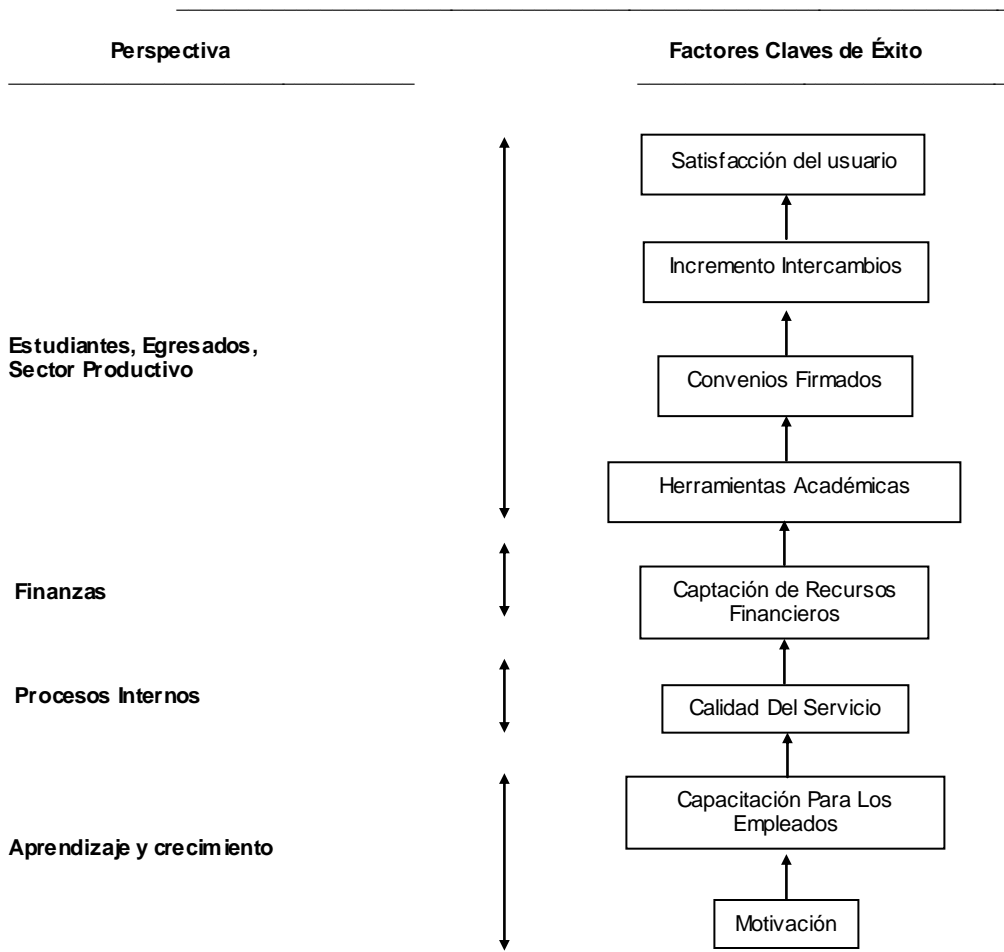 Perspectiva
Factores Claves de Éxito
Satisfacción del usuario
Incremento Intercambios
Estudiantes, Egresados,
Sector Productivo
Convenios Firmados
Herramientas Académicas
Finanzas
Captación de Recursos
Financieros
Procesos Internos
Calidad Del Servicio
Capacitación Para Los
Empleados
Aprendizaje y crecimiento
Motivación